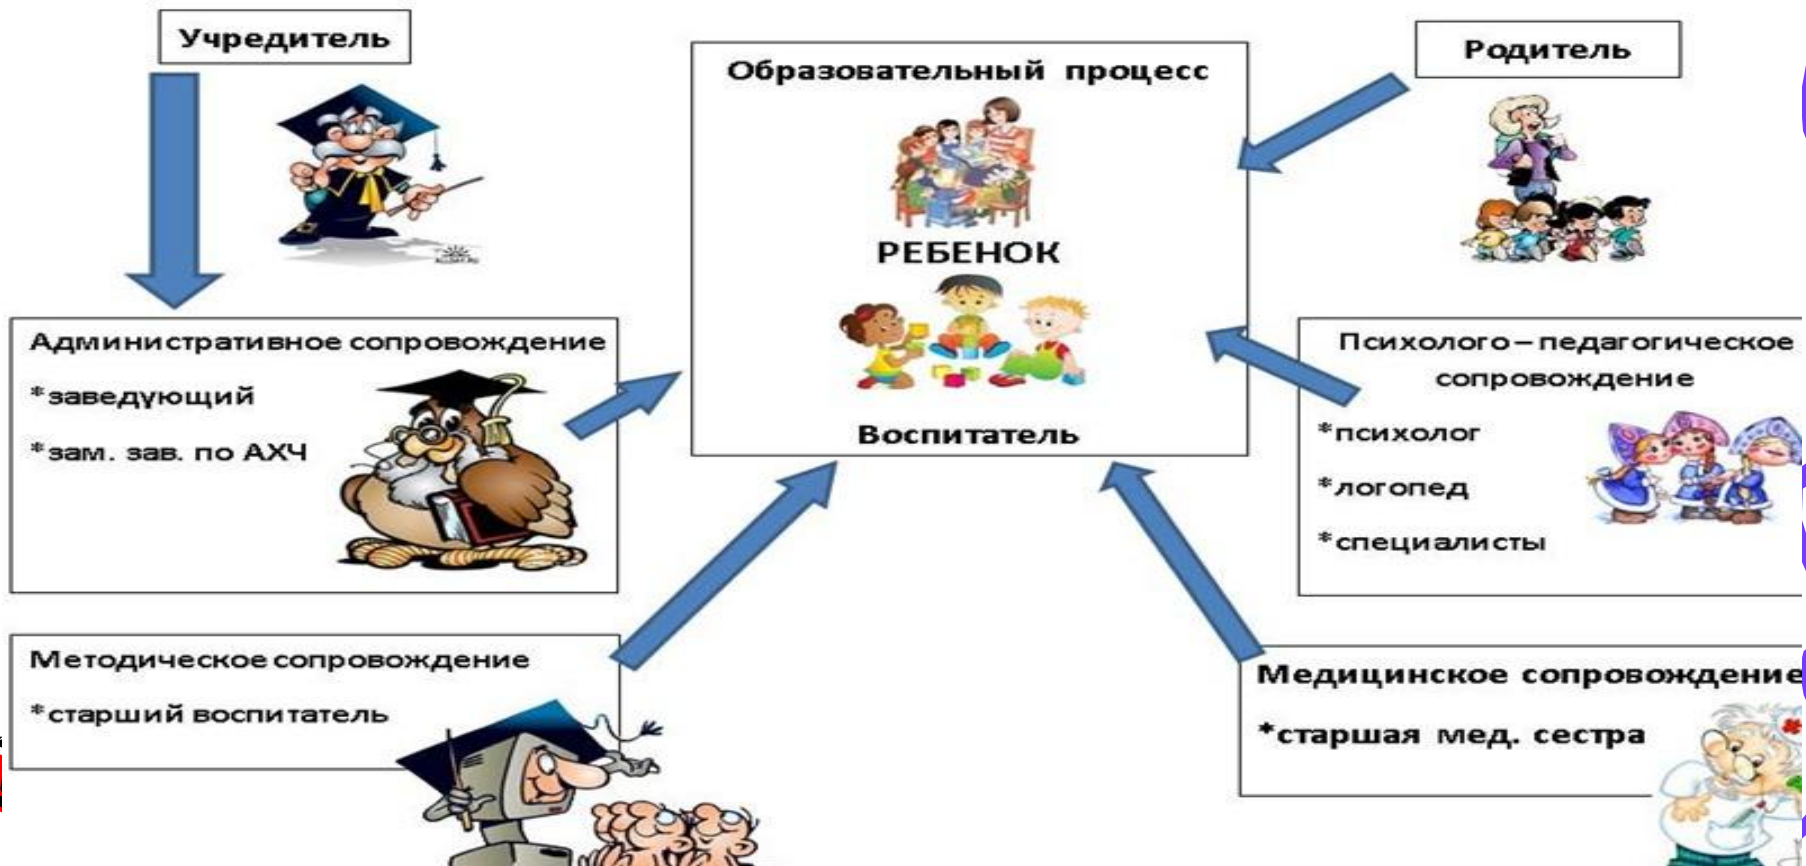 Учредитель
Образовательный процесс
РЕБЕНОК
Воспитатель
Родитель
Административное сопровождение
*заведующий
*зам. зав. по АХЧ
Психолого – педагогическое
сопровождение
*психолог
*логопед
*специалисты
Методическое сопровождение
*старший воспитатель
Медицинское сопровождение
*старшая мед. сестра